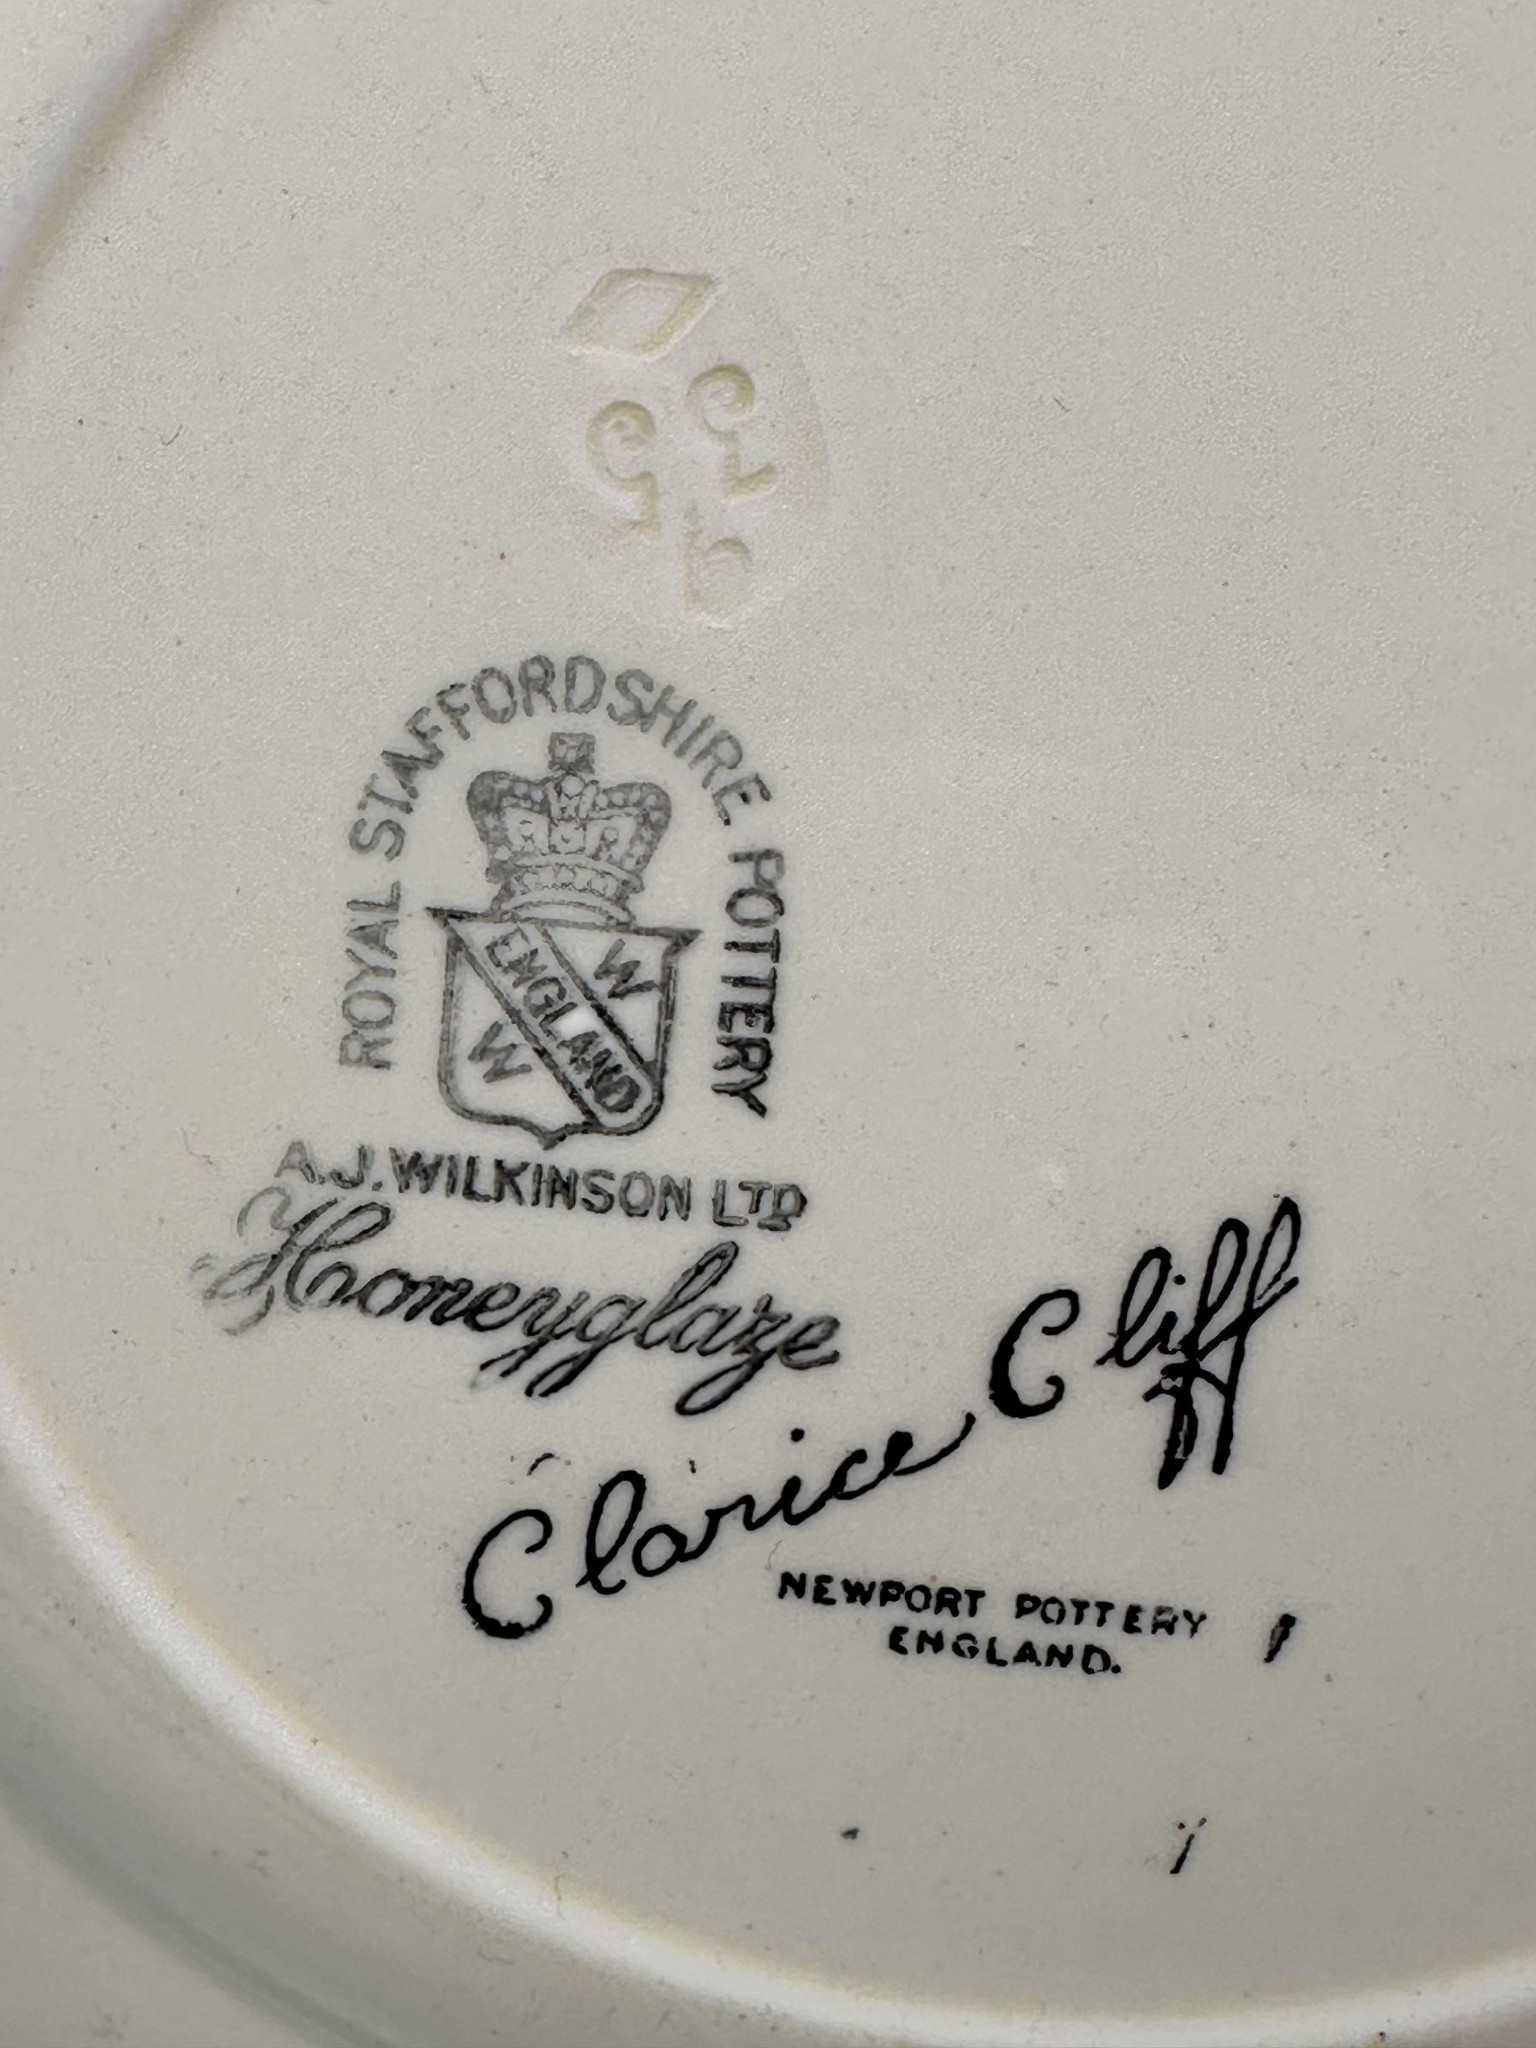 ROYAL STAFFORDSHIRE POTTERY
ENGLAND
W
W
A.J. WILKINSON LTD
Honeyglaze
Clarice Cliff
NEWPORT POTTERY
ENGLAND.